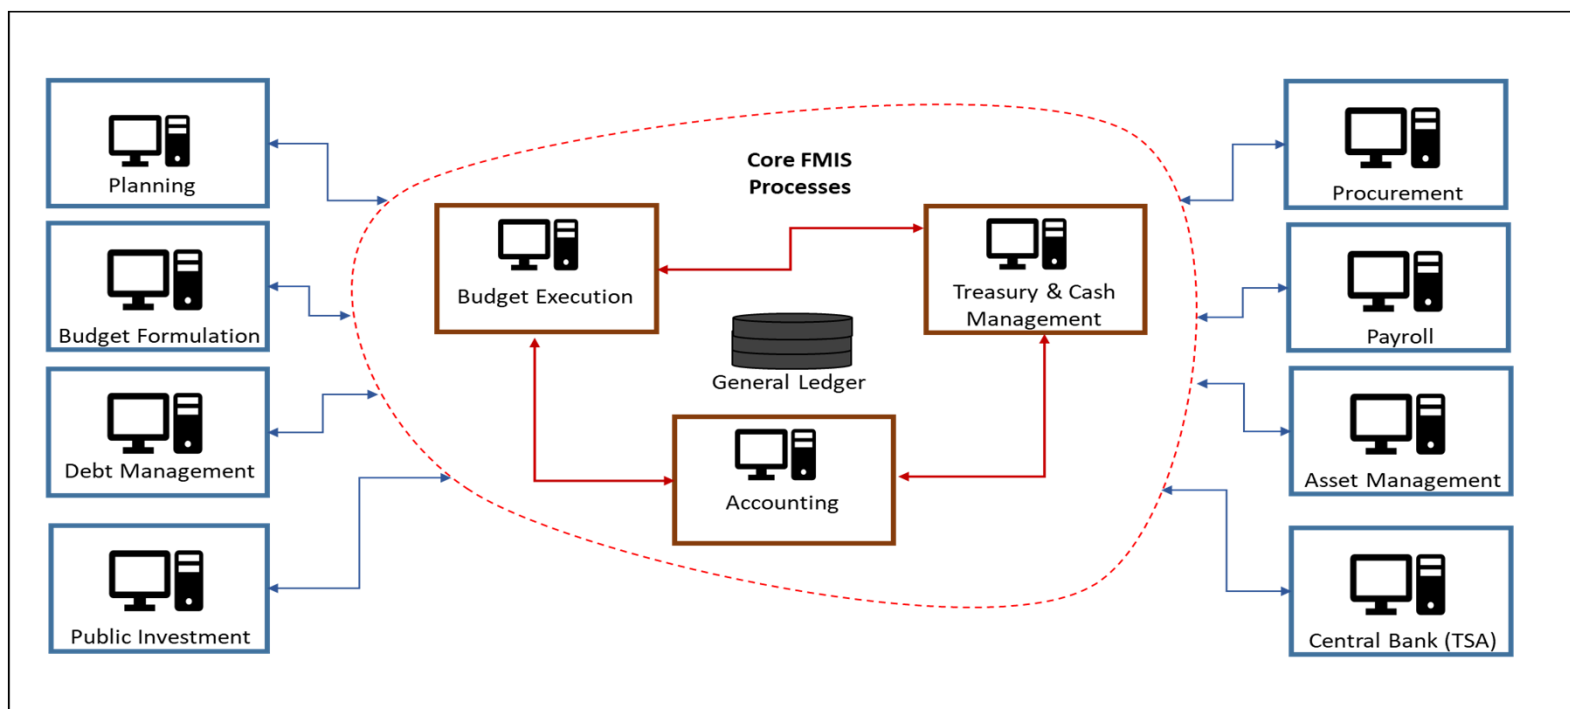 Planning
Budget Formulation
Debt Management
Public Investment
Core FMIS
Processes
Budget Execution
Treasury & Cash
Management
General Ledger
Accounting
Procurement
Payroll
Asset Management
Central Bank (TSA)